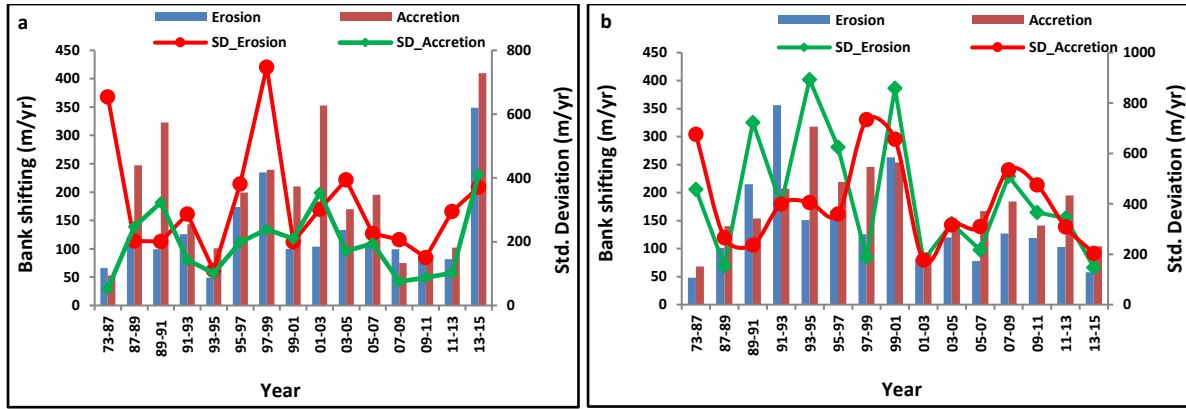 a
Erosion Accretion
SD_Erosion SD_Accretion
Bank shifting (m/yr)
450
400
350
300
250
200
150
100
50
0
800
600
400
200
0
Std. Deviation (m/yr)
73-87 87-89 89-91 91-93 93-95 95-97 97-99 99-01 01-03 03-05 05-07 07-09 09-11 11-13 13-15
Year
b
Erosion Accretion
SD_Erosion SD_Accretion
Bank shifting (m/yr)
450
400
350
300
250
200
150
100
50
0
1000
800
600
400
200
0
Std. Deviation (m/yr)
73-87 87-89 89-91 91-93 93-95 95-97 97-99 99-01 01-03 03-05 05-07 07-09 09-11 11-13 13-15
Year